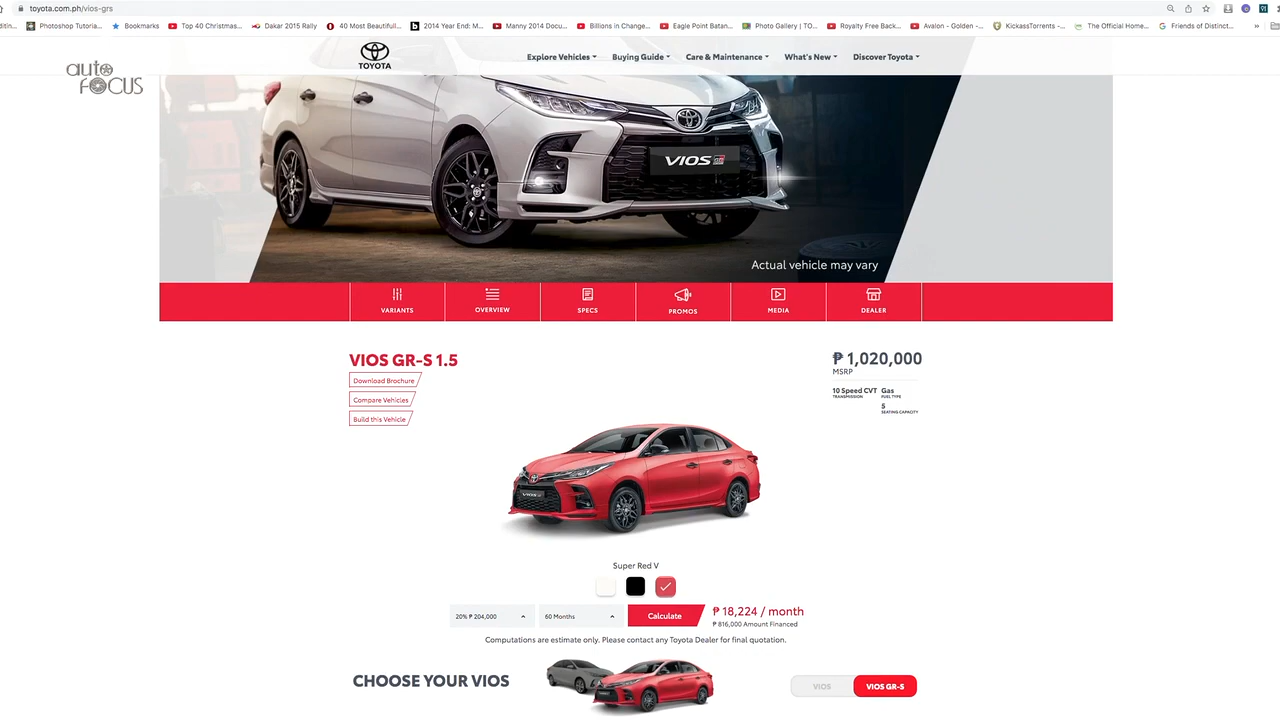 toyota.com.ph/vios-grs
Photoshop Tutoria...
Bookmarks
Top 40 Christmas...
Dakar 2015 Rally
40 Most Beautifull...
2014 Year End: M...
Manny 2014 Docu...
Billions in Change...
Eagle Point Batan...
Photo Gallery | TO...
Royalty Free Back...
Avalon - Golden -...
KickassTorrents -...
The Official Home...
Friends of Distinct...
»
auto
FOCUS
TOYOTA
Explore Vehicles
Buying Guide
Care & Maintenance
What's New
Discover Toyota
VIOS
Actual vehicle may vary
VARIANTS
OVERVIEW
SPECS
PROMOS
MEDIA
DEALER
VIOS GR-S 1.5
Download Brochure
Compare Vehicles
Build this Vehicle
₱ 1,020,000
MSRP
10 Speed CVT
TRANSMISSION
Gas
FUEL TYPE
5
SEATING CAPACITY
VIOS
Super Red V
20% ₱ 204,000
60 Months
Calculate
₱ 18,224 / month
₱ 816,000 Amount Financed
Computations are estimate only. Please contact any Toyota Dealer for final quotation.
CHOOSE YOUR VIOS
VIOS
VIOS GR-S